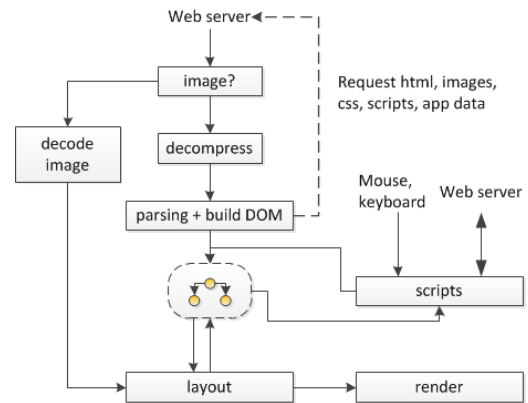 Web server
image?
Request html, images,
css, scripts, app data
decode
image
decompress
Mouse,
keyboard
Web server
parsing + build DOM
scripts
layout
render